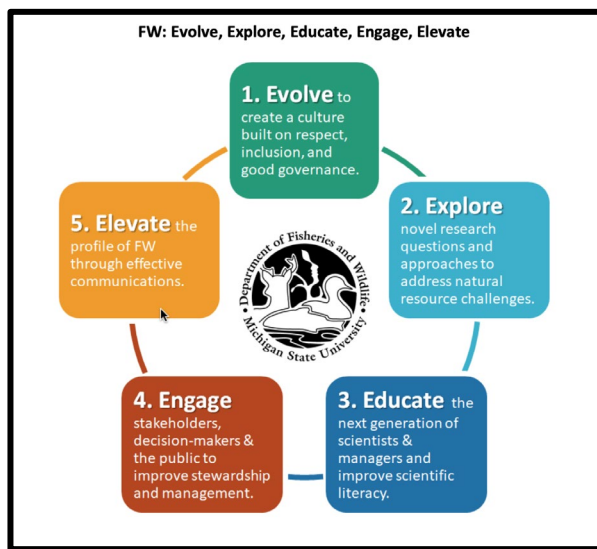 FW: Evolve, Explore, Educate, Engage, Elevate
1. Evolve to
create a culture
built on respect,
inclusion, and
good governance.
2. Explore
novel research
questions and
approaches to
address natural
resource challenges.
3. Educate the
next generation of
scientists &
managers and
improve scientific
literacy.
4. Engage
stakeholders,
decision-makers &
the public to
improve stewardship
and management.
5. Elevate the
profile of FW
through effective
communications.
Department of Fisheries and Wildlife
Michigan State University